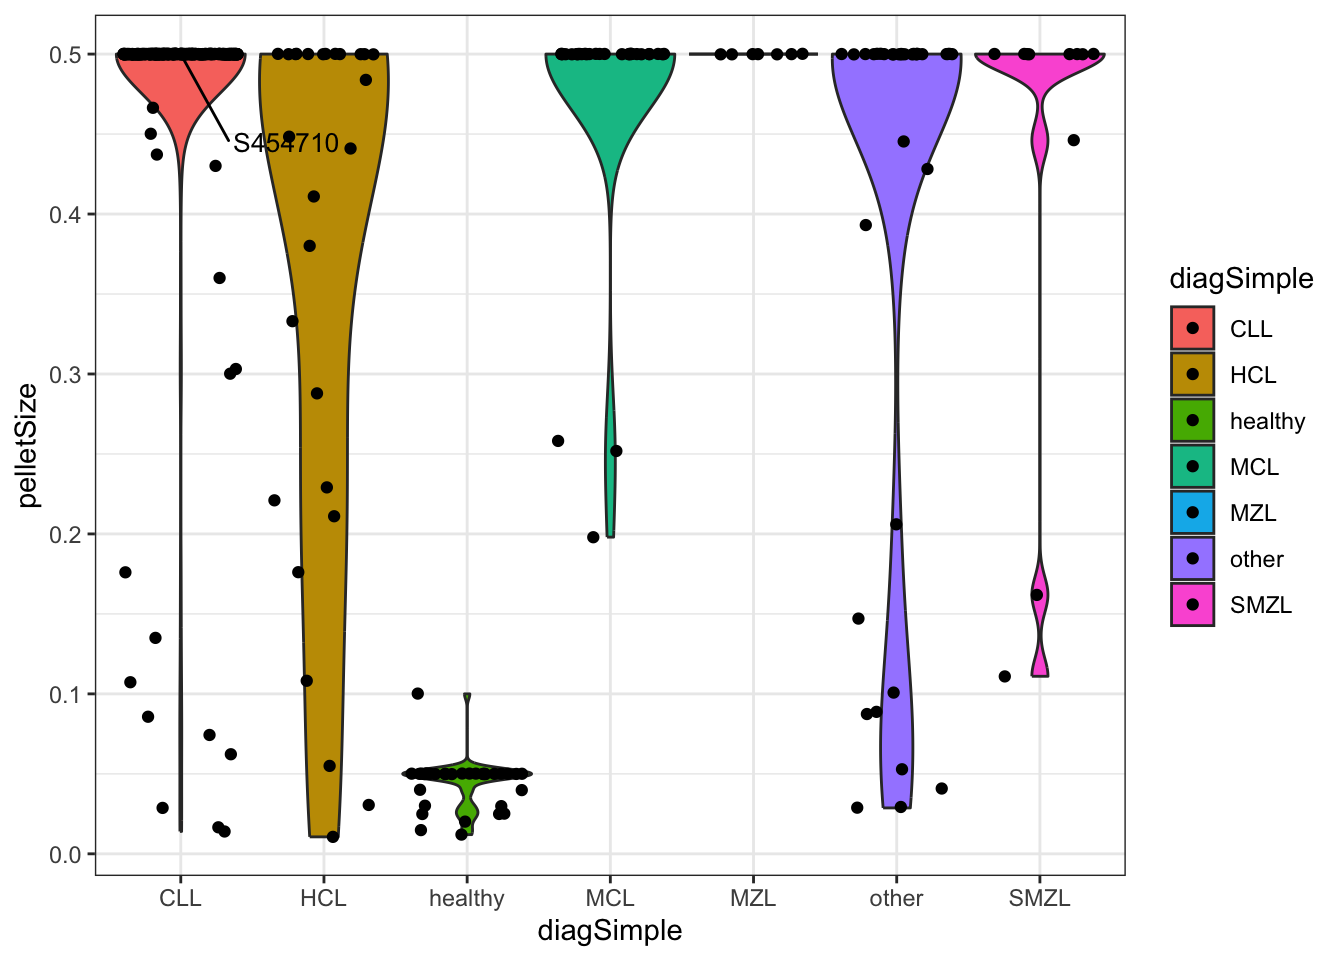 pelletSize
0.5
0.4
0.3
0.2
0.1
0.0
S454710
CLL
HCL
healthy
MCL
MZL
other
SMZL
diagSimple
diagSimple
CLL
HCL
healthy
MCL
MZL
other
SMZL